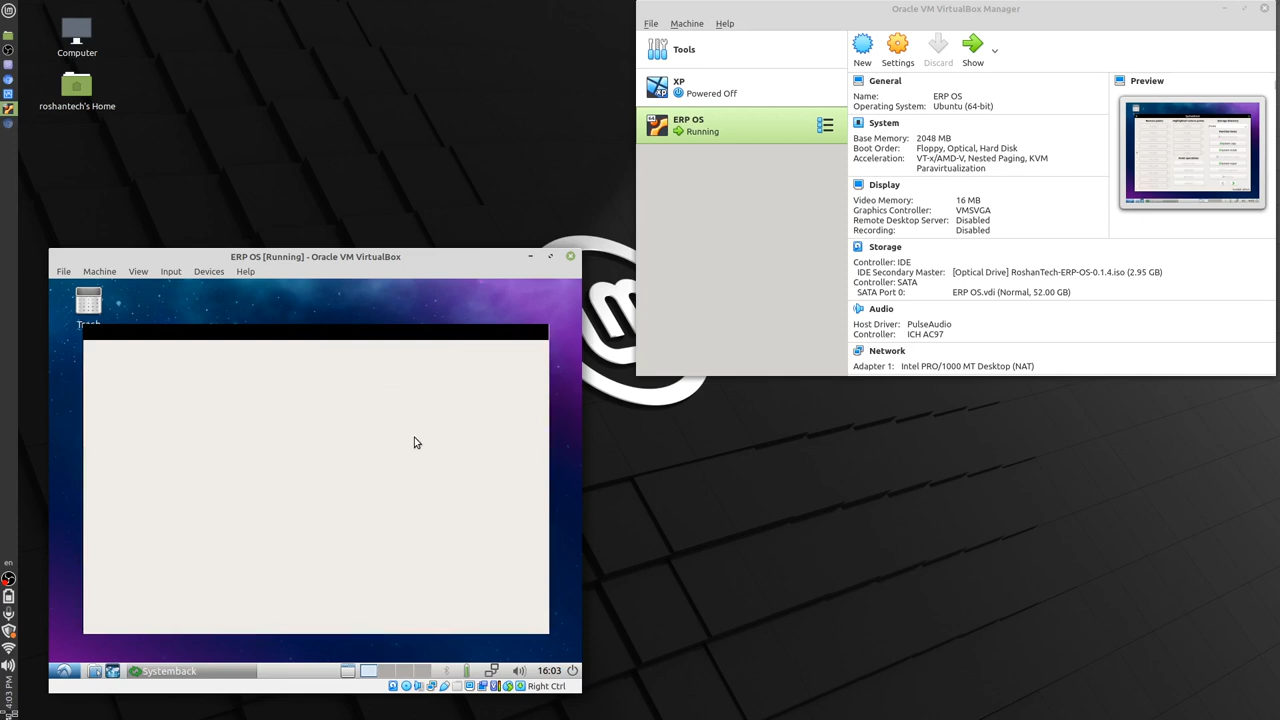 Computer
roshantech's Home
en
4:03 PM
Oracle VM VirtualBox Manager
File Machine Help
Tools
XP
Powered Off
ERP OS
Running
New Settings Discard Show
General
Name: ERP OS
Operating System: Ubuntu (64-bit)
System
Base Memory: 2048 MB
Boot Order: Floppy, Optical, Hard Disk
Acceleration: VT-x/AMD-V, Nested Paging, KVM
Paravirtualization
Display
Video Memory: 16 MB
Graphics Controller: VMSVGA
Remote Desktop Server: Disabled
Recording: Disabled
Storage
Controller: IDE
IDE Secondary Master: [Optical Drive] RoshanTech-ERP-OS-0.1.4.iso (2.95 GB)
Controller: SATA
SATA Port 0: ERP OS.vdi (Normal, 52.00 GB)
Audio
Host Driver: PulseAudio
Controller: ICH AC97
Network
Adapter 1: Intel PRO/1000 MT Desktop (NAT)
Preview
ERP OS [Running] - Oracle VM VirtualBox
File Machine View Input Devices Help
Trash
Systemback
16:03
Right Ctrl